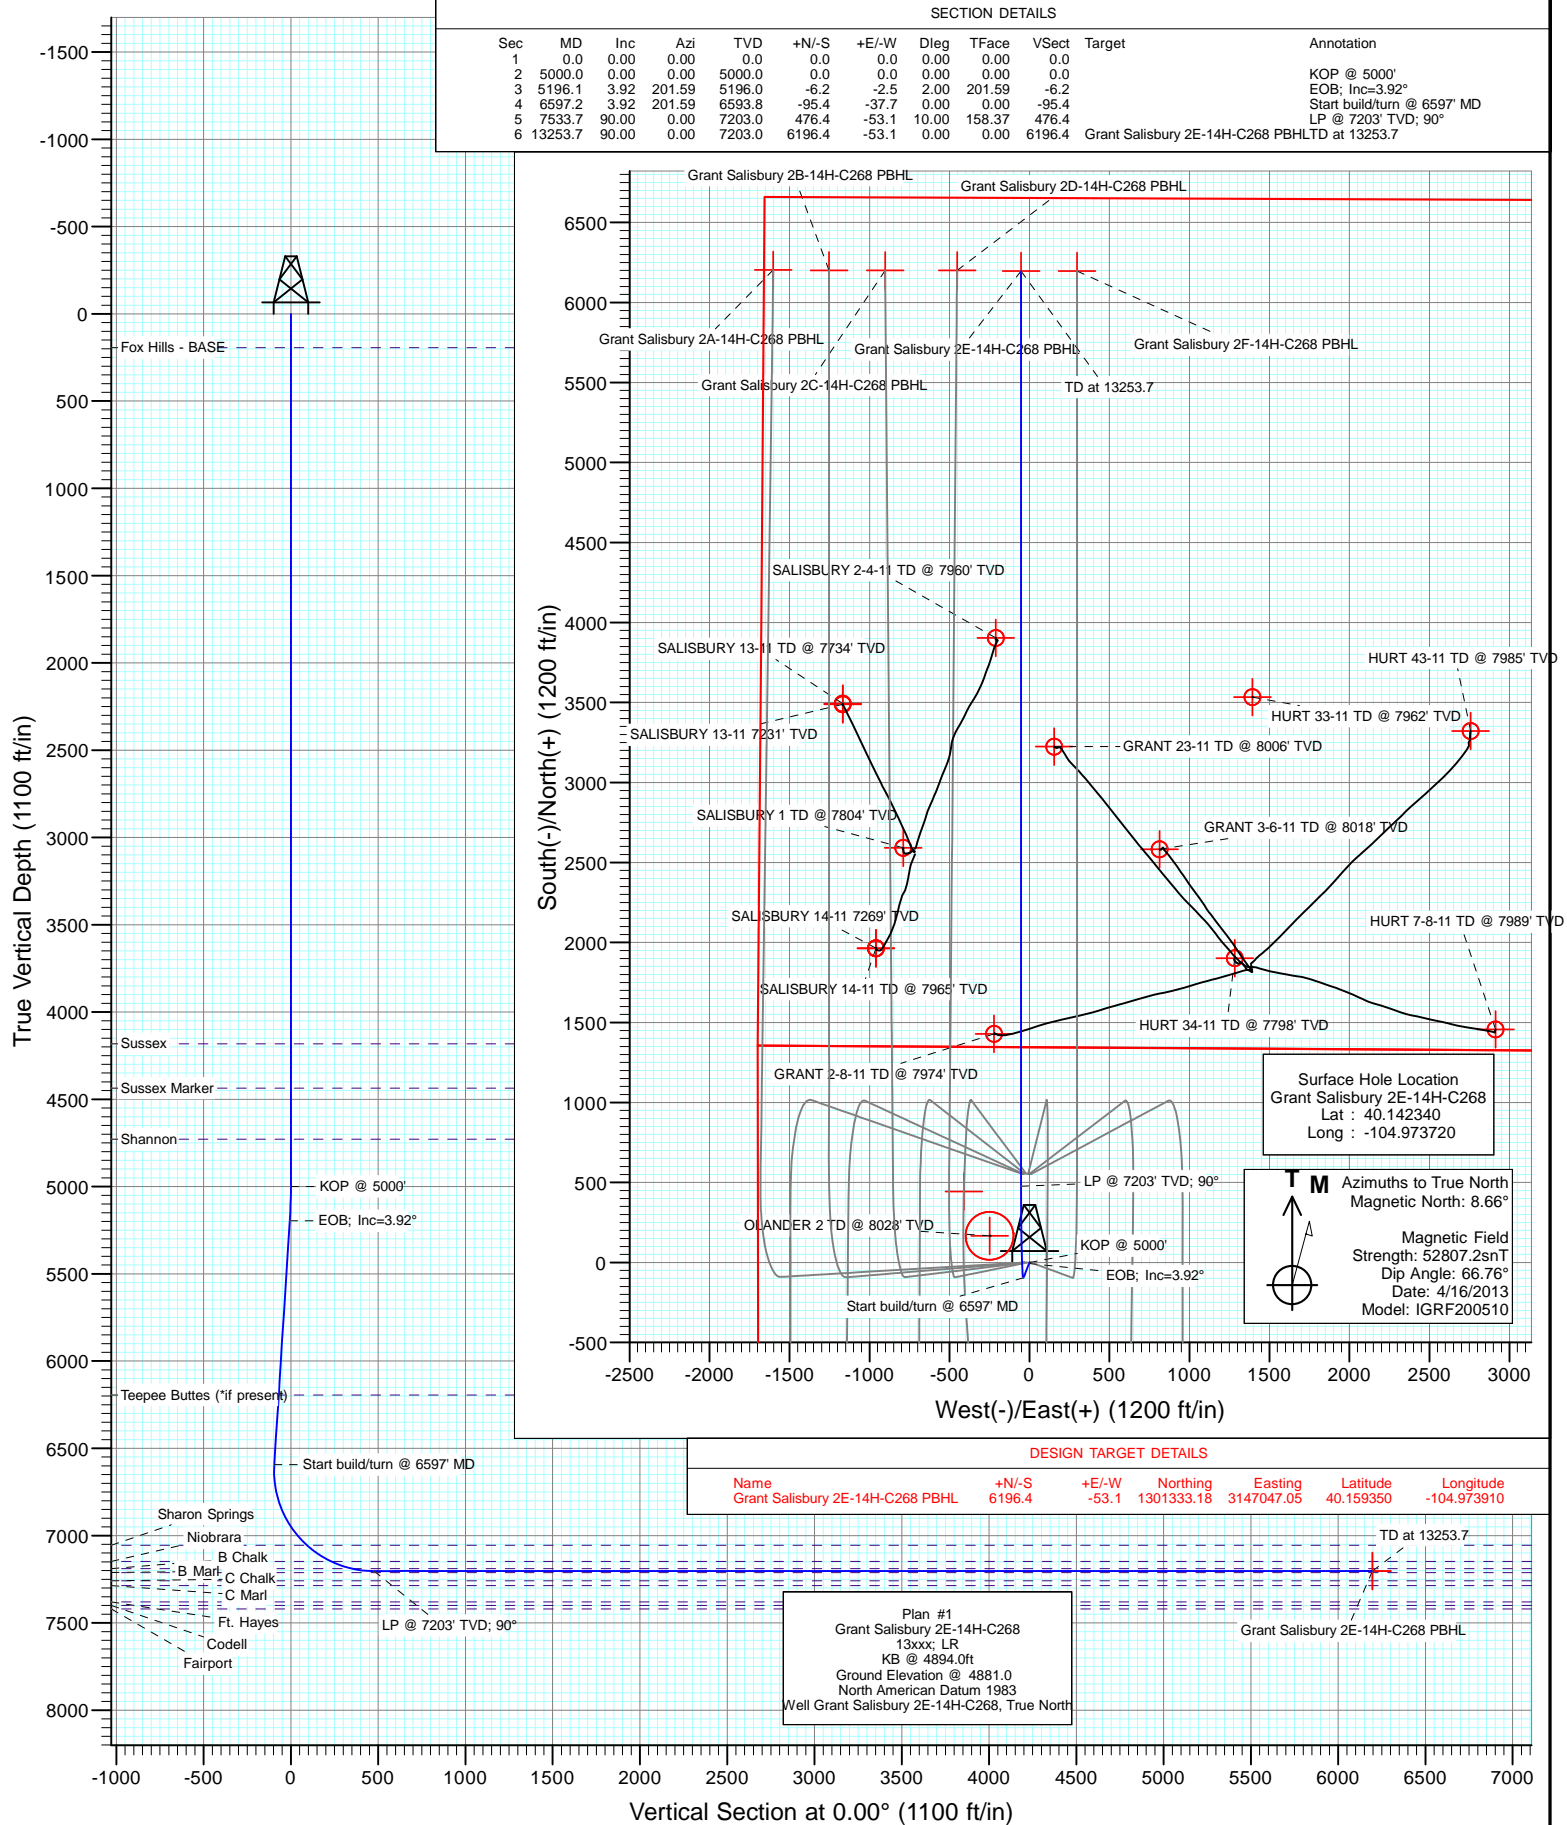 SECTION DETAILS
Sec MD Inc Azi TVD +N/-S +E/-W Dleg TFace VSect Target Annotation
1 0.0 0.00 0.00 0.0 0.0 0.0 0.00 0.00 0.0
2 5000.0 0.00 0.00 5000.0 0.0 0.0 0.00 0.00 0.0 KOP @ 5000'
3 5196.1 3.92 201.59 5196.0 -6.2 -2.5 2.00 201.59 -6.2 EOB; Inc=3.92°
4 6597.2 3.92 201.59 6593.8 -95.4 -37.7 0.00 0.00 -95.4 Start build/turn @ 6597' MD
5 7533.7 90.00 0.00 7203.0 476.4 -53.1 10.00 158.37 476.4 LP @ 7203' TVD; 90°
6 13253.7 90.00 0.00 7203.0 6196.4 -53.1 0.00 0.00 6196.4 Grant Salisbury 2E-14H-C268 PBHL TD at 13253.7
-1500
-1000
-500
0
500
1000
1500
2000
2500
3000
3500
4000
4500
5000
5500
6000
6500
7000
7500
8000
True Vertical Depth (1100 ft/in)
Fox Hills - BASE
Sussex
Sussex Marker
Shannon
KOP @ 5000'
EOB; Inc=3.92°
Teepee Buttes (*if present)
Start build/turn @ 6597' MD
Sharon Springs
Niobrara
B Chalk
B Marl
C Chalk
C Marl
Ft. Hayes
Codell
Fairport
LP @ 7203' TVD; 90°
TD at 13253.7
Grant Salisbury 2E-14H-C268 PBHL
-1000 -500 0 500 1000 1500 2000 2500 3000 3500 4000 4500 5000 5500 6000 6500 7000
Vertical Section at 0.00° (1100 ft/in)
Grant Salisbury 2B-14H-C268 PBHL
Grant Salisbury 2D-14H-C268 PBHL
Grant Salisbury 2A-14H-C268 PBHL
Grant Salisbury 2E-14H-C268 PBHL
Grant Salisbury 2F-14H-C268 PBHL
Grant Salisbury 2C-14H-C268 PBHL
TD at 13253.7
6500
6000
5500
5000
4500
4000
3500
3000
2500
2000
1500
1000
500
0
-500
South(-)/North(+) (1200 ft/in)
SALISBURY 2-4-11 TD @ 7960' TVD
SALISBURY 13-11 TD @ 7734' TVD
HURT 43-11 TD @ 7985' TVD
HURT 33-11 TD @ 7962' TVD
SALISBURY 13-11 7231' TVD
GRANT 23-11 TD @ 8006' TVD
SALISBURY 1 TD @ 7804' TVD
GRANT 3-6-11 TD @ 8018' TVD
SALISBURY 14-11 7269' TVD
HURT 7-8-11 TD @ 7989' TVD
SALISBURY 14-11 TD @ 7965' TVD
HURT 34-11 TD @ 7798' TVD
GRANT 2-8-11 TD @ 7974' TVD
LP @ 7203' TVD; 90°
OLANDER 2 TD @ 8028' TVD
KOP @ 5000'
EOB; Inc=3.92°
Start build/turn @ 6597' MD
-2500 -2000 -1500 -1000 -500 0 500 1000 1500 2000 2500 3000
West(-)/East(+) (1200 ft/in)
Surface Hole Location
Grant Salisbury 2E-14H-C268
Lat : 40.142340
Long : -104.973720
T M
Azimuths to True North
Magnetic North: 8.66°
Magnetic Field
Strength: 52807.2snT
Dip Angle: 66.76°
Date: 4/16/2013
Model: IGRF200510
DESIGN TARGET DETAILS
Name +N/-S +E/-W Northing Easting Latitude Longitude
Grant Salisbury 2E-14H-C268 PBHL 6196.4 -53.1 1301333.18 3147047.05 40.159350 -104.973910
Plan #1
Grant Salisbury 2E-14H-C268
13xxx; LR
KB @ 4894.0ft
Ground Elevation @ 4881.0
North American Datum 1983
Well Grant Salisbury 2E-14H-C268, True North